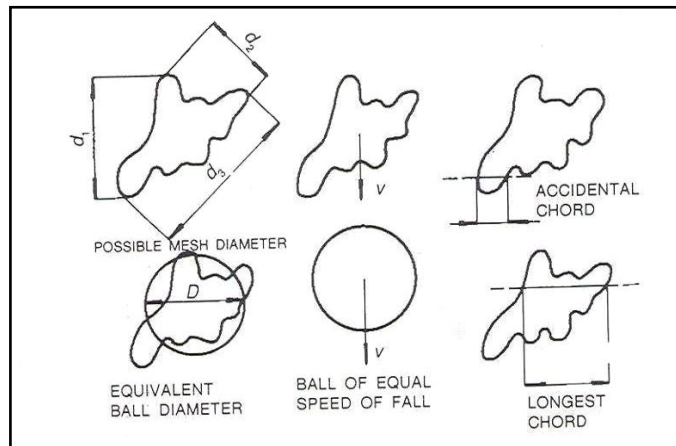 d₂
d₁
d₃
v
ACCIDENTAL
CHORD
POSSIBLE MESH DIAMETER
D
v
EQUIVALENT
BALL DIAMETER
BALL OF EQUAL
SPEED OF FALL
LONGEST
CHORD